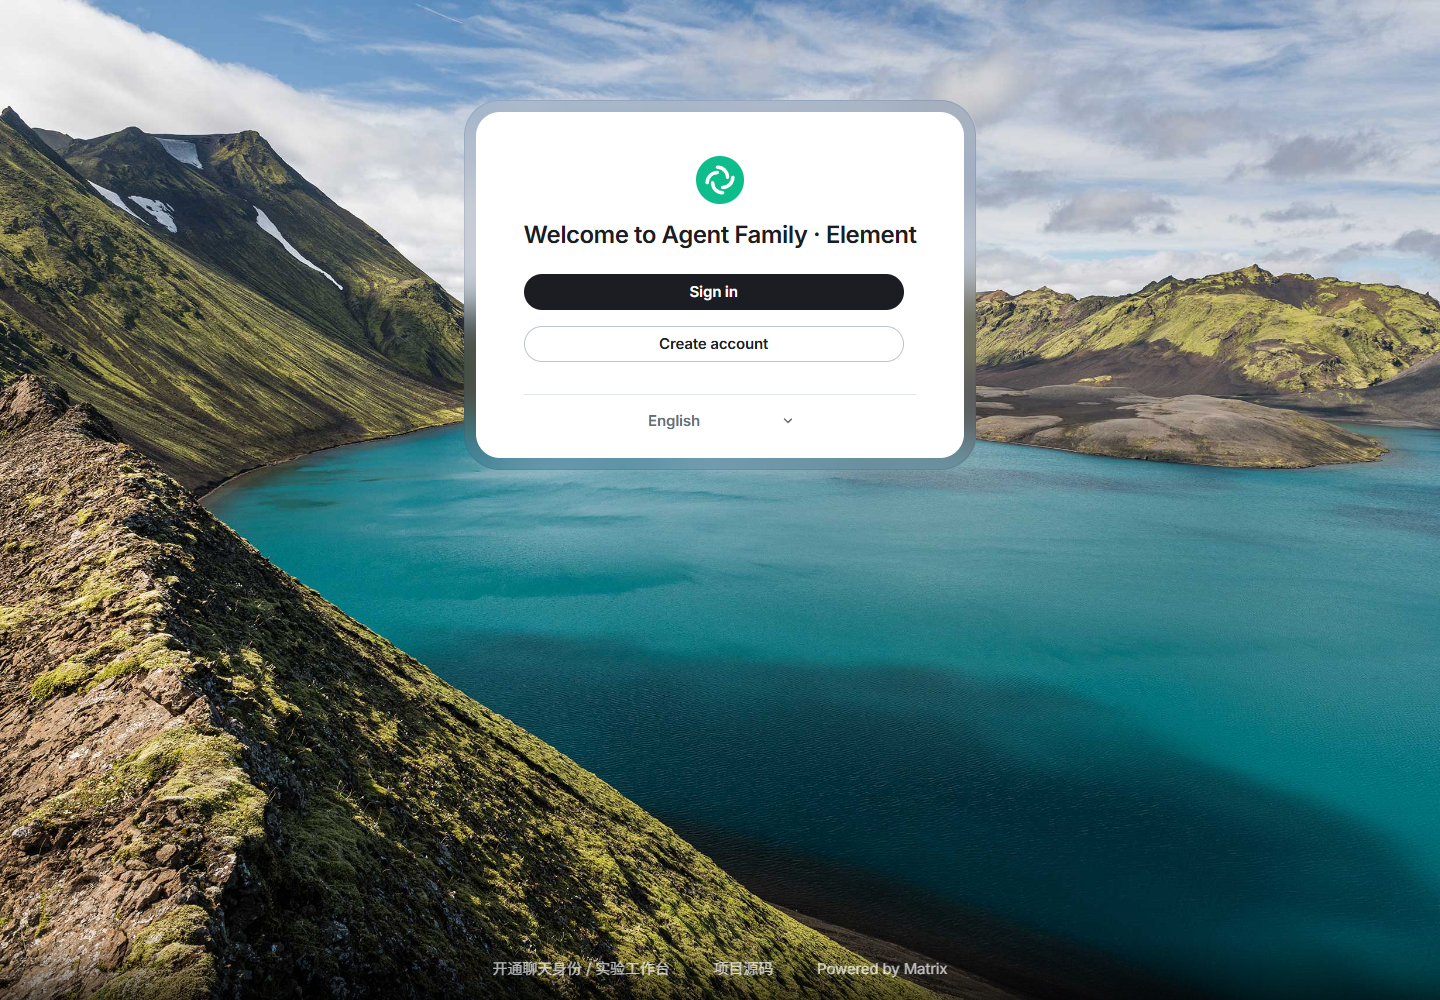 Welcome to Agent Family · Element
Sign in
Create account
English
开通聊天身份 / 实验工作台 项目源码 Powered by Matrix